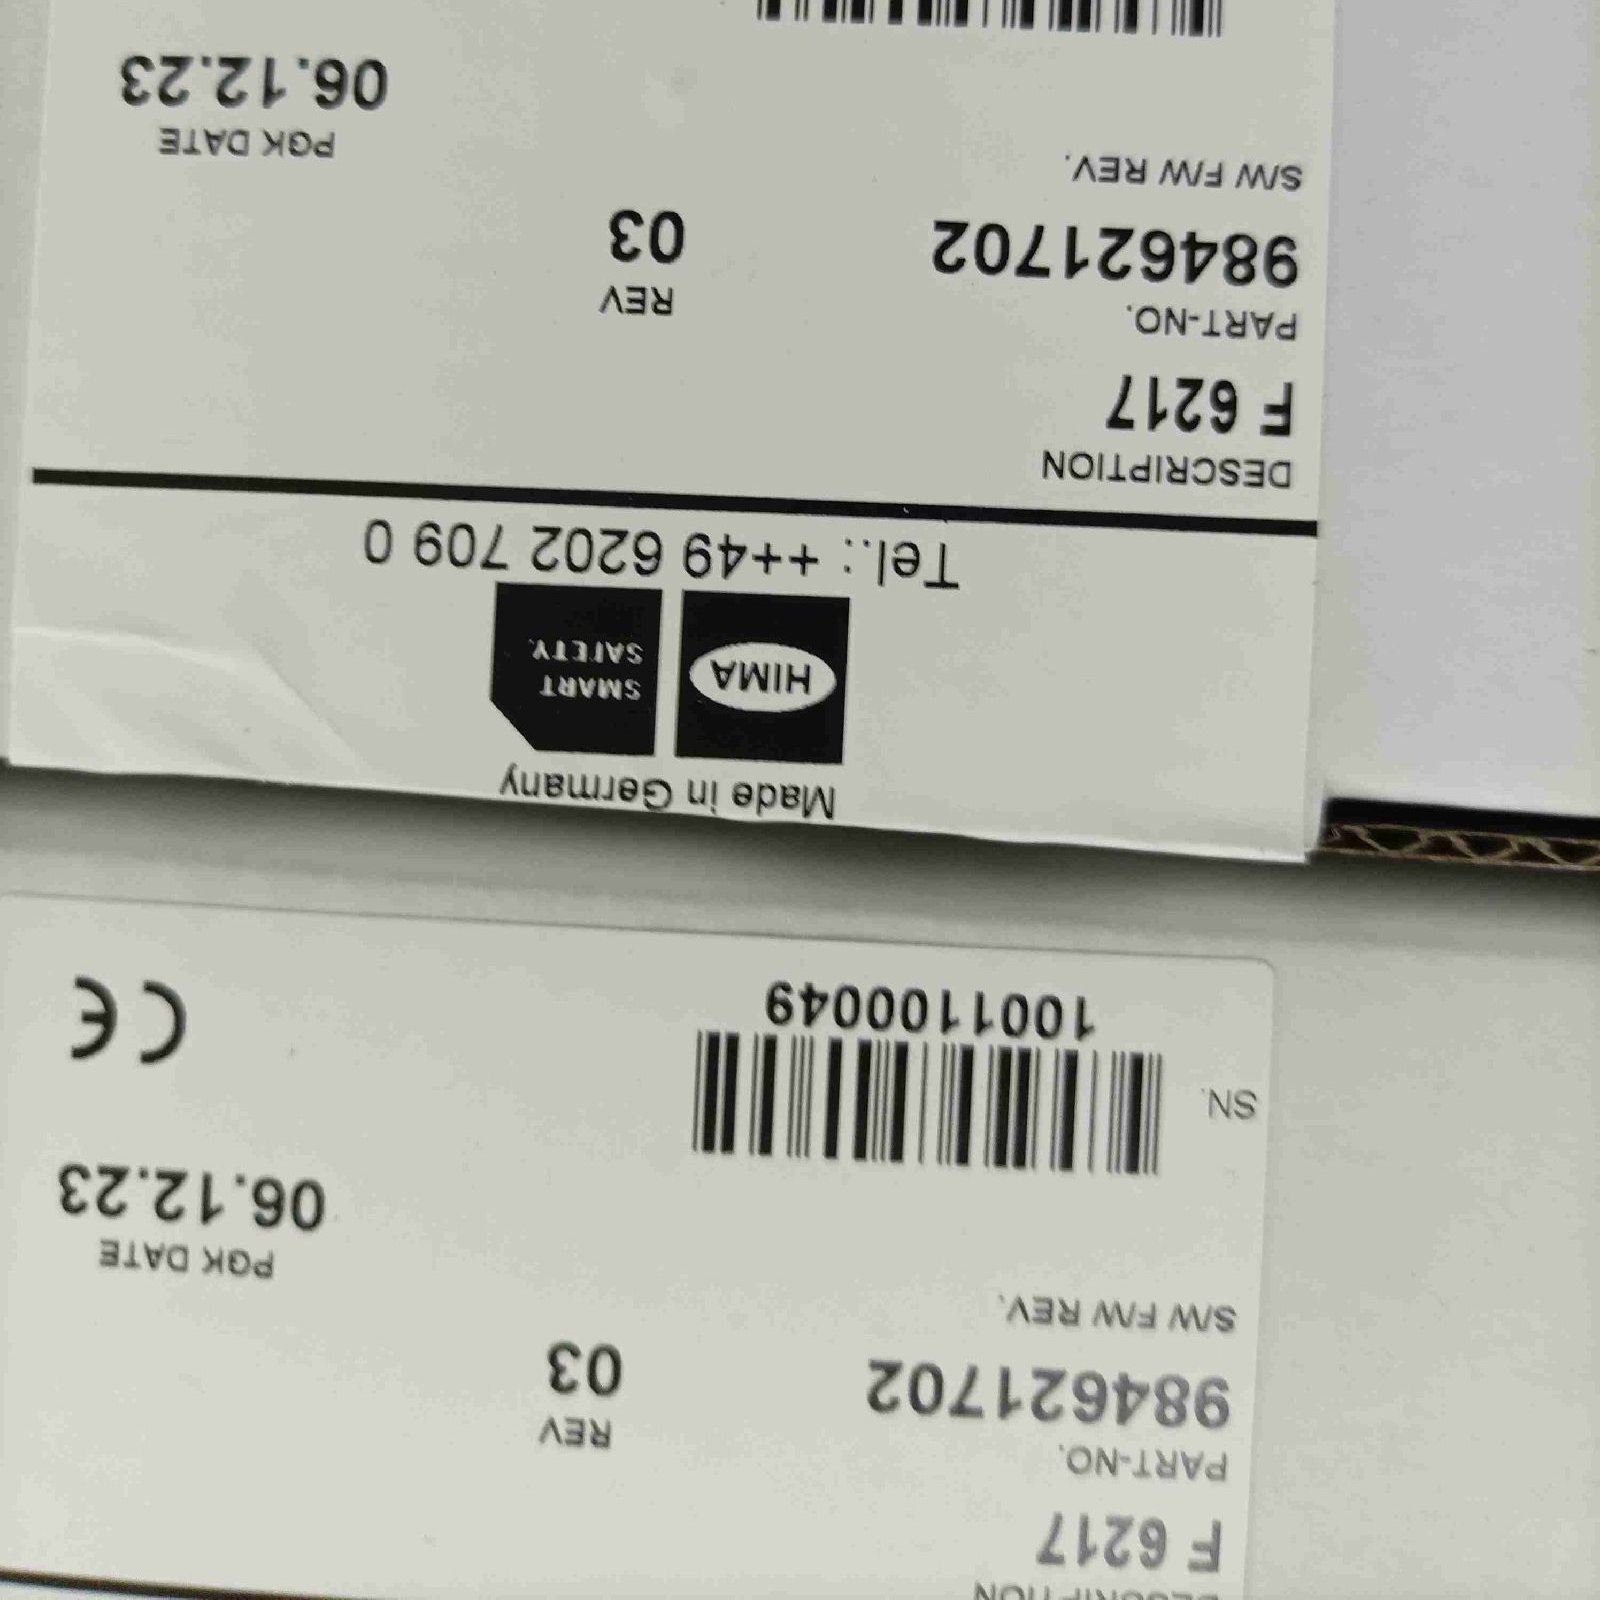 Made in Germany
HIMA
SMART
SAFETY.
Tel.: ++49 6202 709 0
DESCRIPTION
F 6217
PART-NO.
REV
984621702
03
S/W F/W REV.
PGK DATE
06.12.23
DESCRIPTION
F 6217
PART-NO.
REV
984621702
03
S/W F/W REV.
PGK DATE
06.12.23
SN.
1001100049
CE